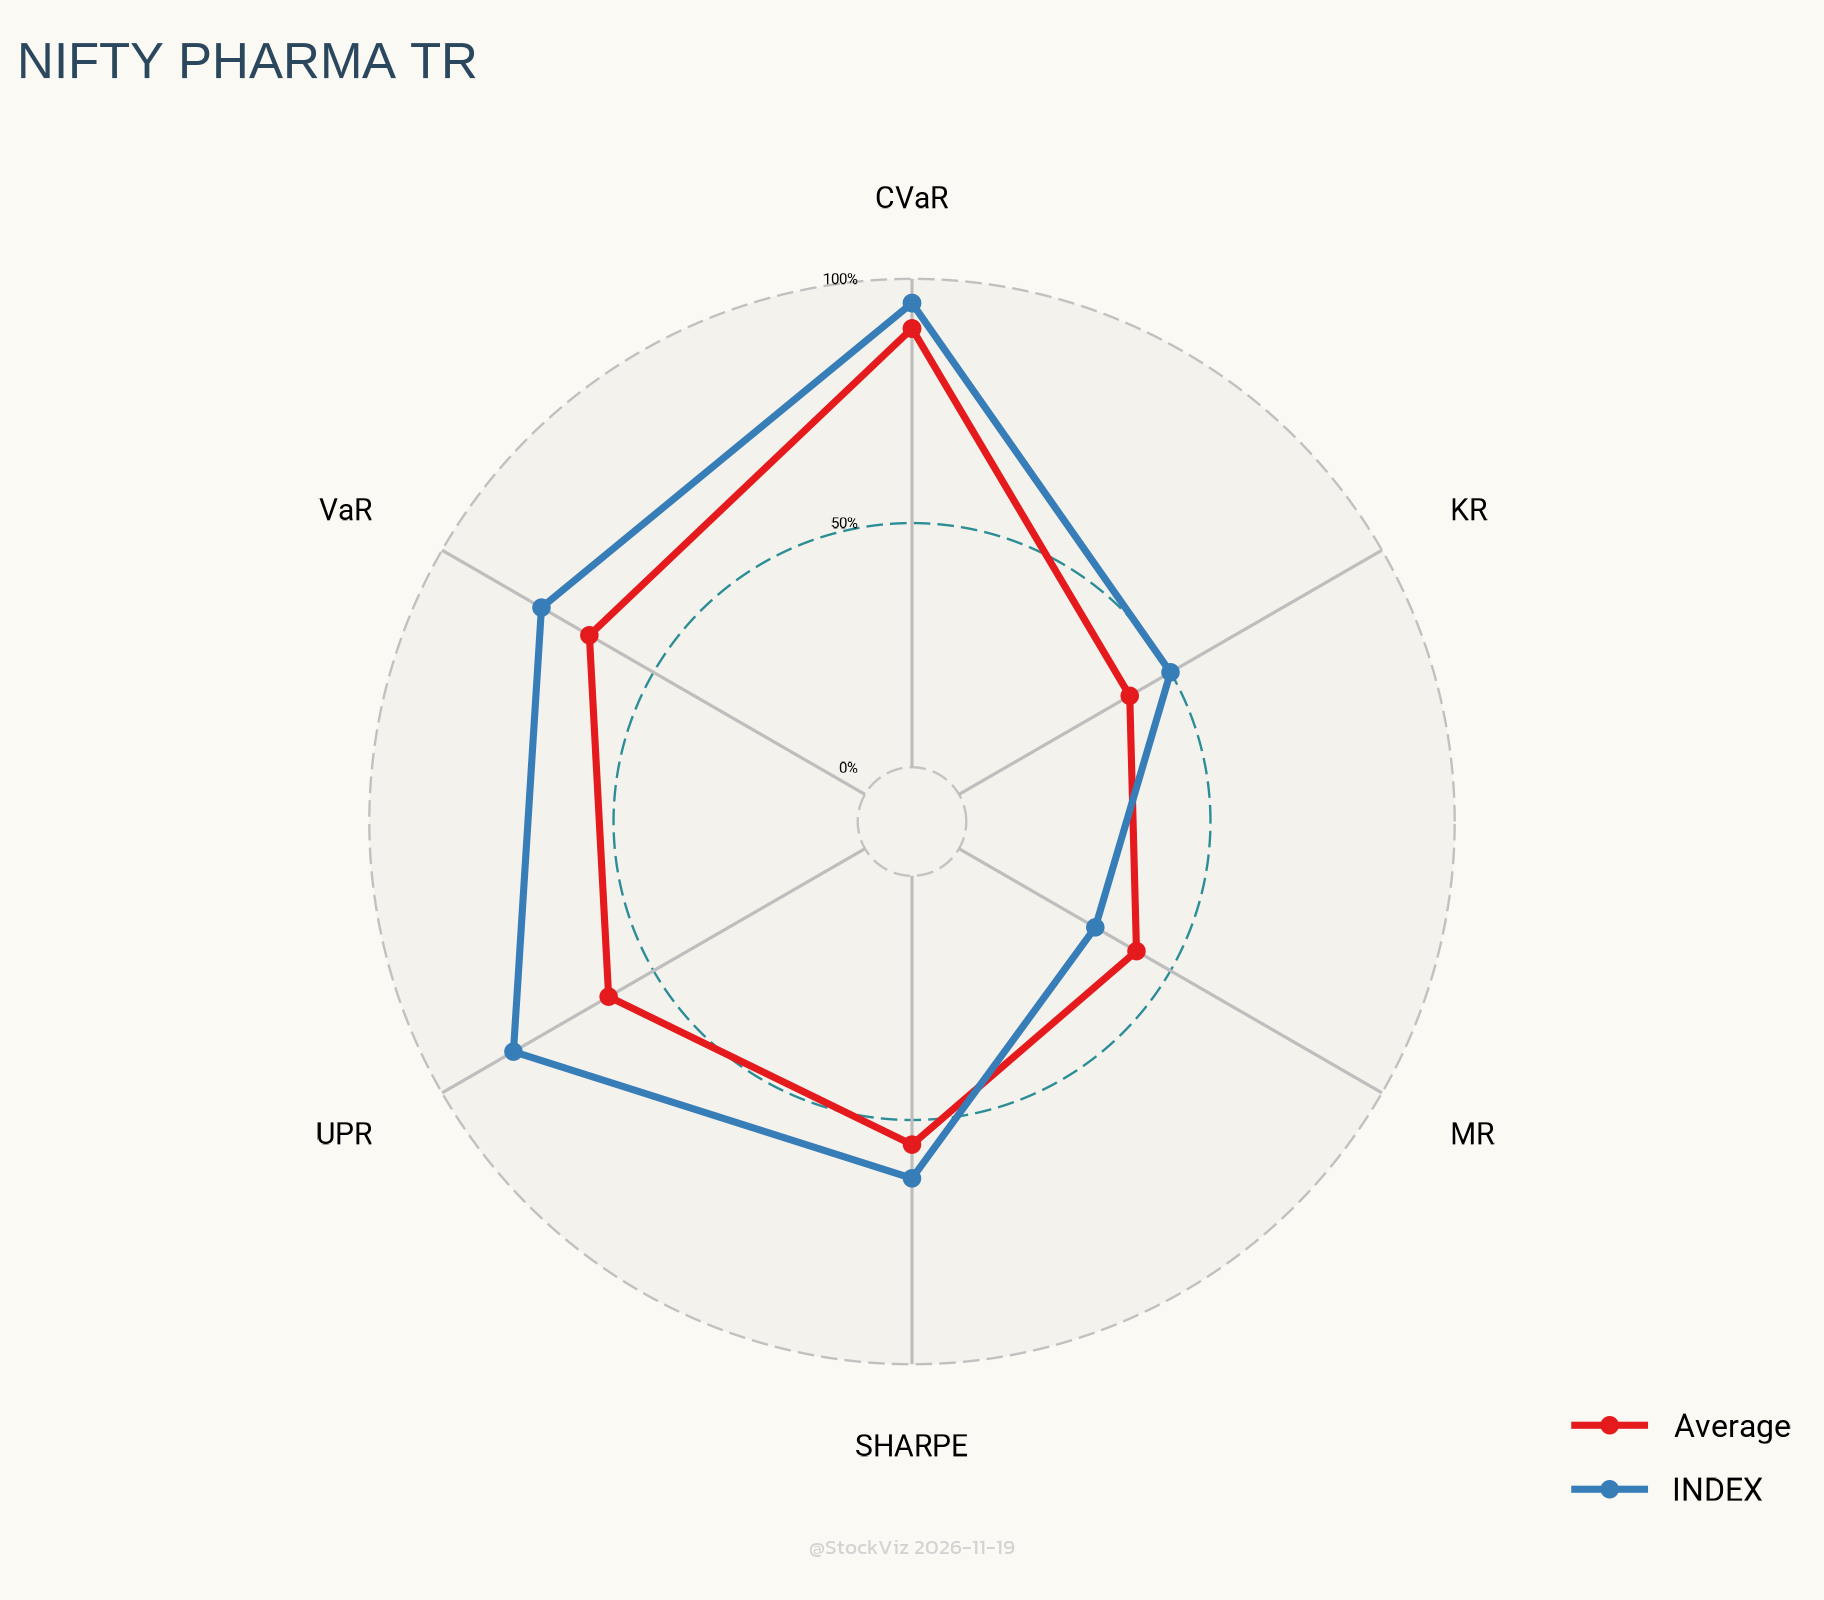 NIFTY PHARMA TR
CVaR
100%
VaR
KR
50%
0%
UPR
MR
SHARPE
Average
INDEX
@StockViz 2026-11-19